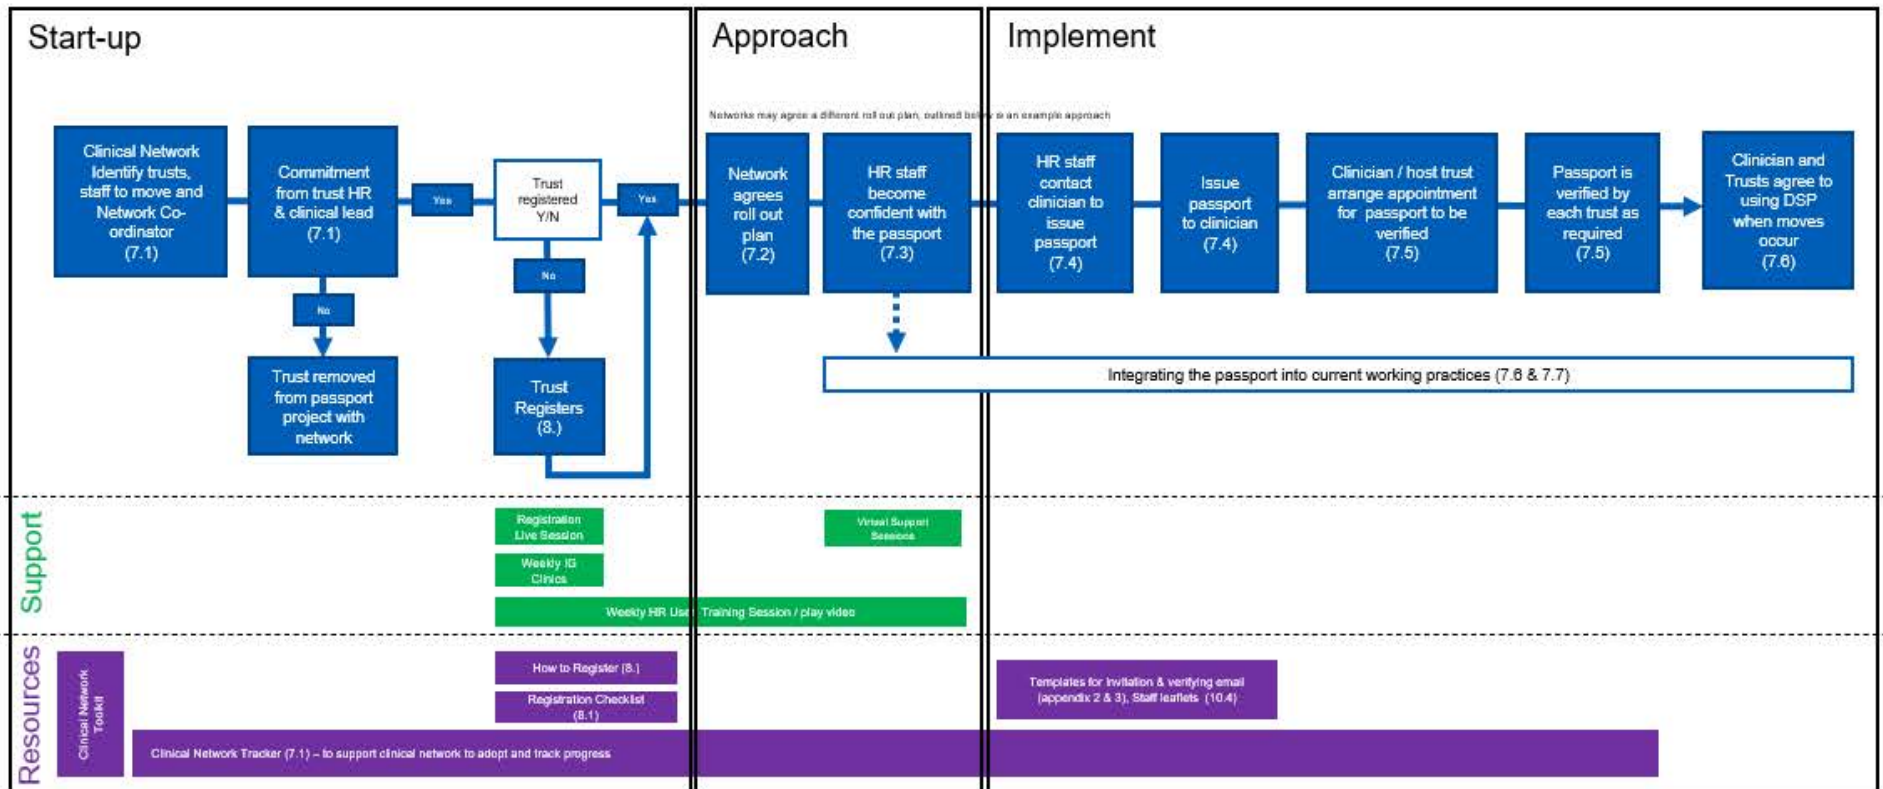 Start-up
Approach
Implement
Networks may agree a different roll out plan, outlined below is an example approach
Clinical Network
Identify trusts,
staff to move and
Network Co-
ordinator
(7.1)
Commitment
from trust HR
& clinical lead
(7.1)
Yes
Trust
registered
Y/N
Yes
Network
agrees
roll out
plan
(7.2)
HR staff
become
confident with
the passport
(7.3)
HR staff
contact
clinician to
issue
passport
(7.4)
Issue
passport
to clinician
(7.4)
Clinician / host trust
arrange appointment
for passport to be
verified
(7.5)
Passport is
verified by
each trust as
required
(7.5)
Clinician and
Trusts agree to
using DSP
when moves
occur
(7.6)
No
No
Trust removed
from passport
project with
network
Trust
Registers
(8.)
Integrating the passport into current working practices (7.6 & 7.7)
Support
Registration
Live Session
Virtual Support
Sessions
Weekly IG
Clinics
Weekly HR User Training Session / play video
Resources
Clinical Network
Toolkit
How to Register (8.)
Registration Checklist
(8.1)
Templates for invitation & verifying email
(appendix 2 & 3), Staff leaflets (10.4)
Clinical Network Tracker (7.1) – to support clinical network to adopt and track progress